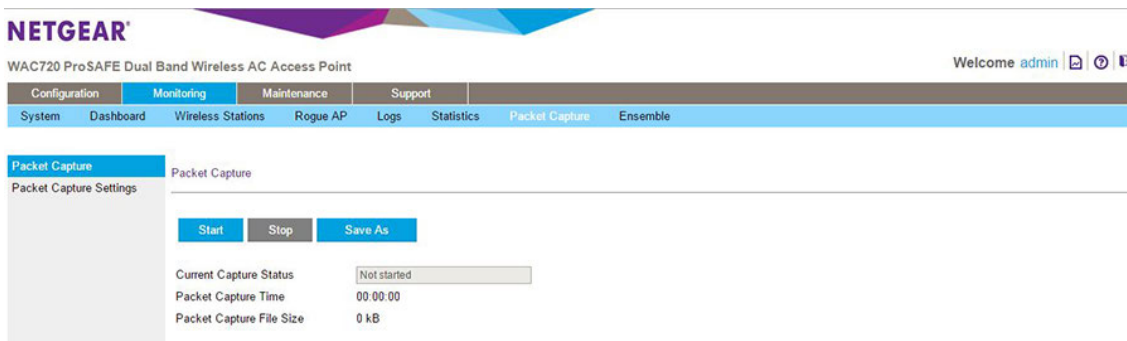 NETGEAR®
WAC720 ProSAFE Dual Band Wireless AC Access Point
Welcome admin
Configuration Monitoring Maintenance Support
System Dashboard Wireless Stations Rogue AP Logs Statistics Packet Capture Ensemble
Packet Capture
Packet Capture Settings
Packet Capture
Start Stop Save As
Current Capture Status Not started
Packet Capture Time 00:00:00
Packet Capture File Size 0 kB